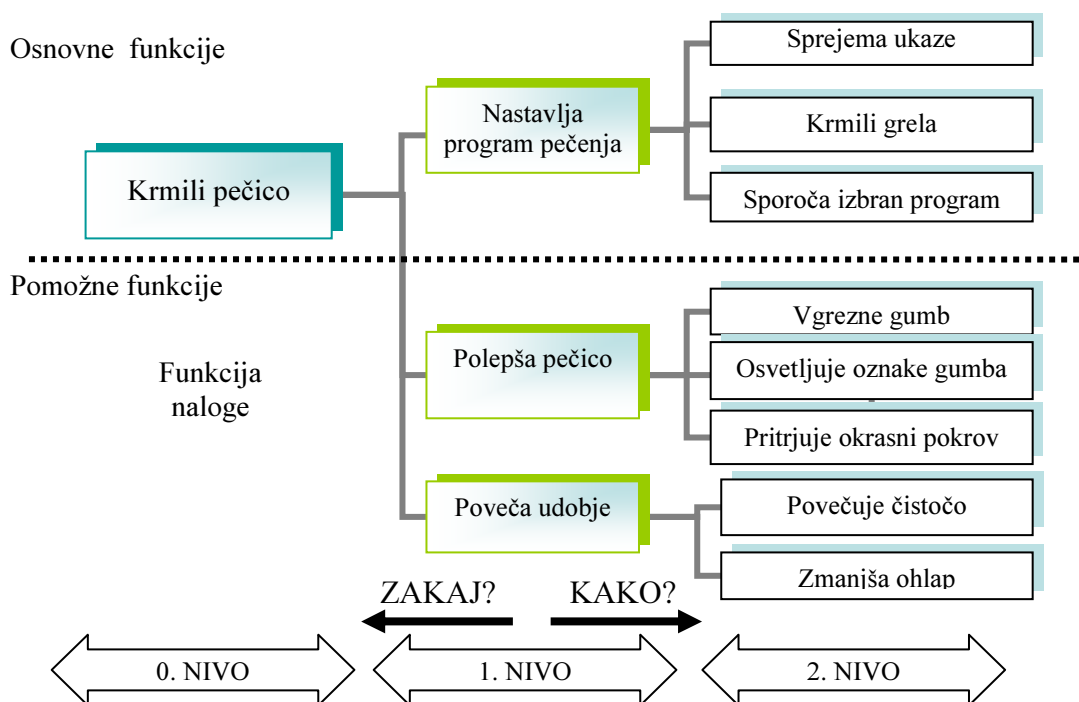 Osnovne funkcije
Sprejema ukaze
Nastavlja
program pečenja
Krmili grela
Krmili pečico
Sporoča izbran program
Pomožne funkcije
Vgrezne gumb
Funkcija
naloge
Polepša pečico
Osvetljuje oznake gumba
Pritrjuje okrasni pokrov
Poveča udobje
Povečuje čistočo
Zmanjša ohlap
ZAKAJ?
KAKO?
0. NIVO
1. NIVO
2. NIVO